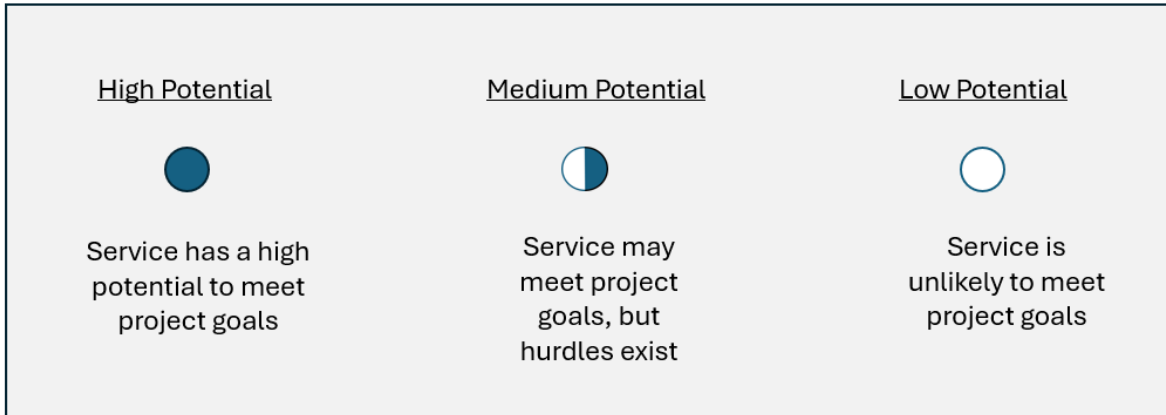 High Potential
Service has a high
potential to meet
project goals
Medium Potential
Service may
meet project
goals, but
hurdles exist
Low Potential
Service is
unlikely to meet
project goals